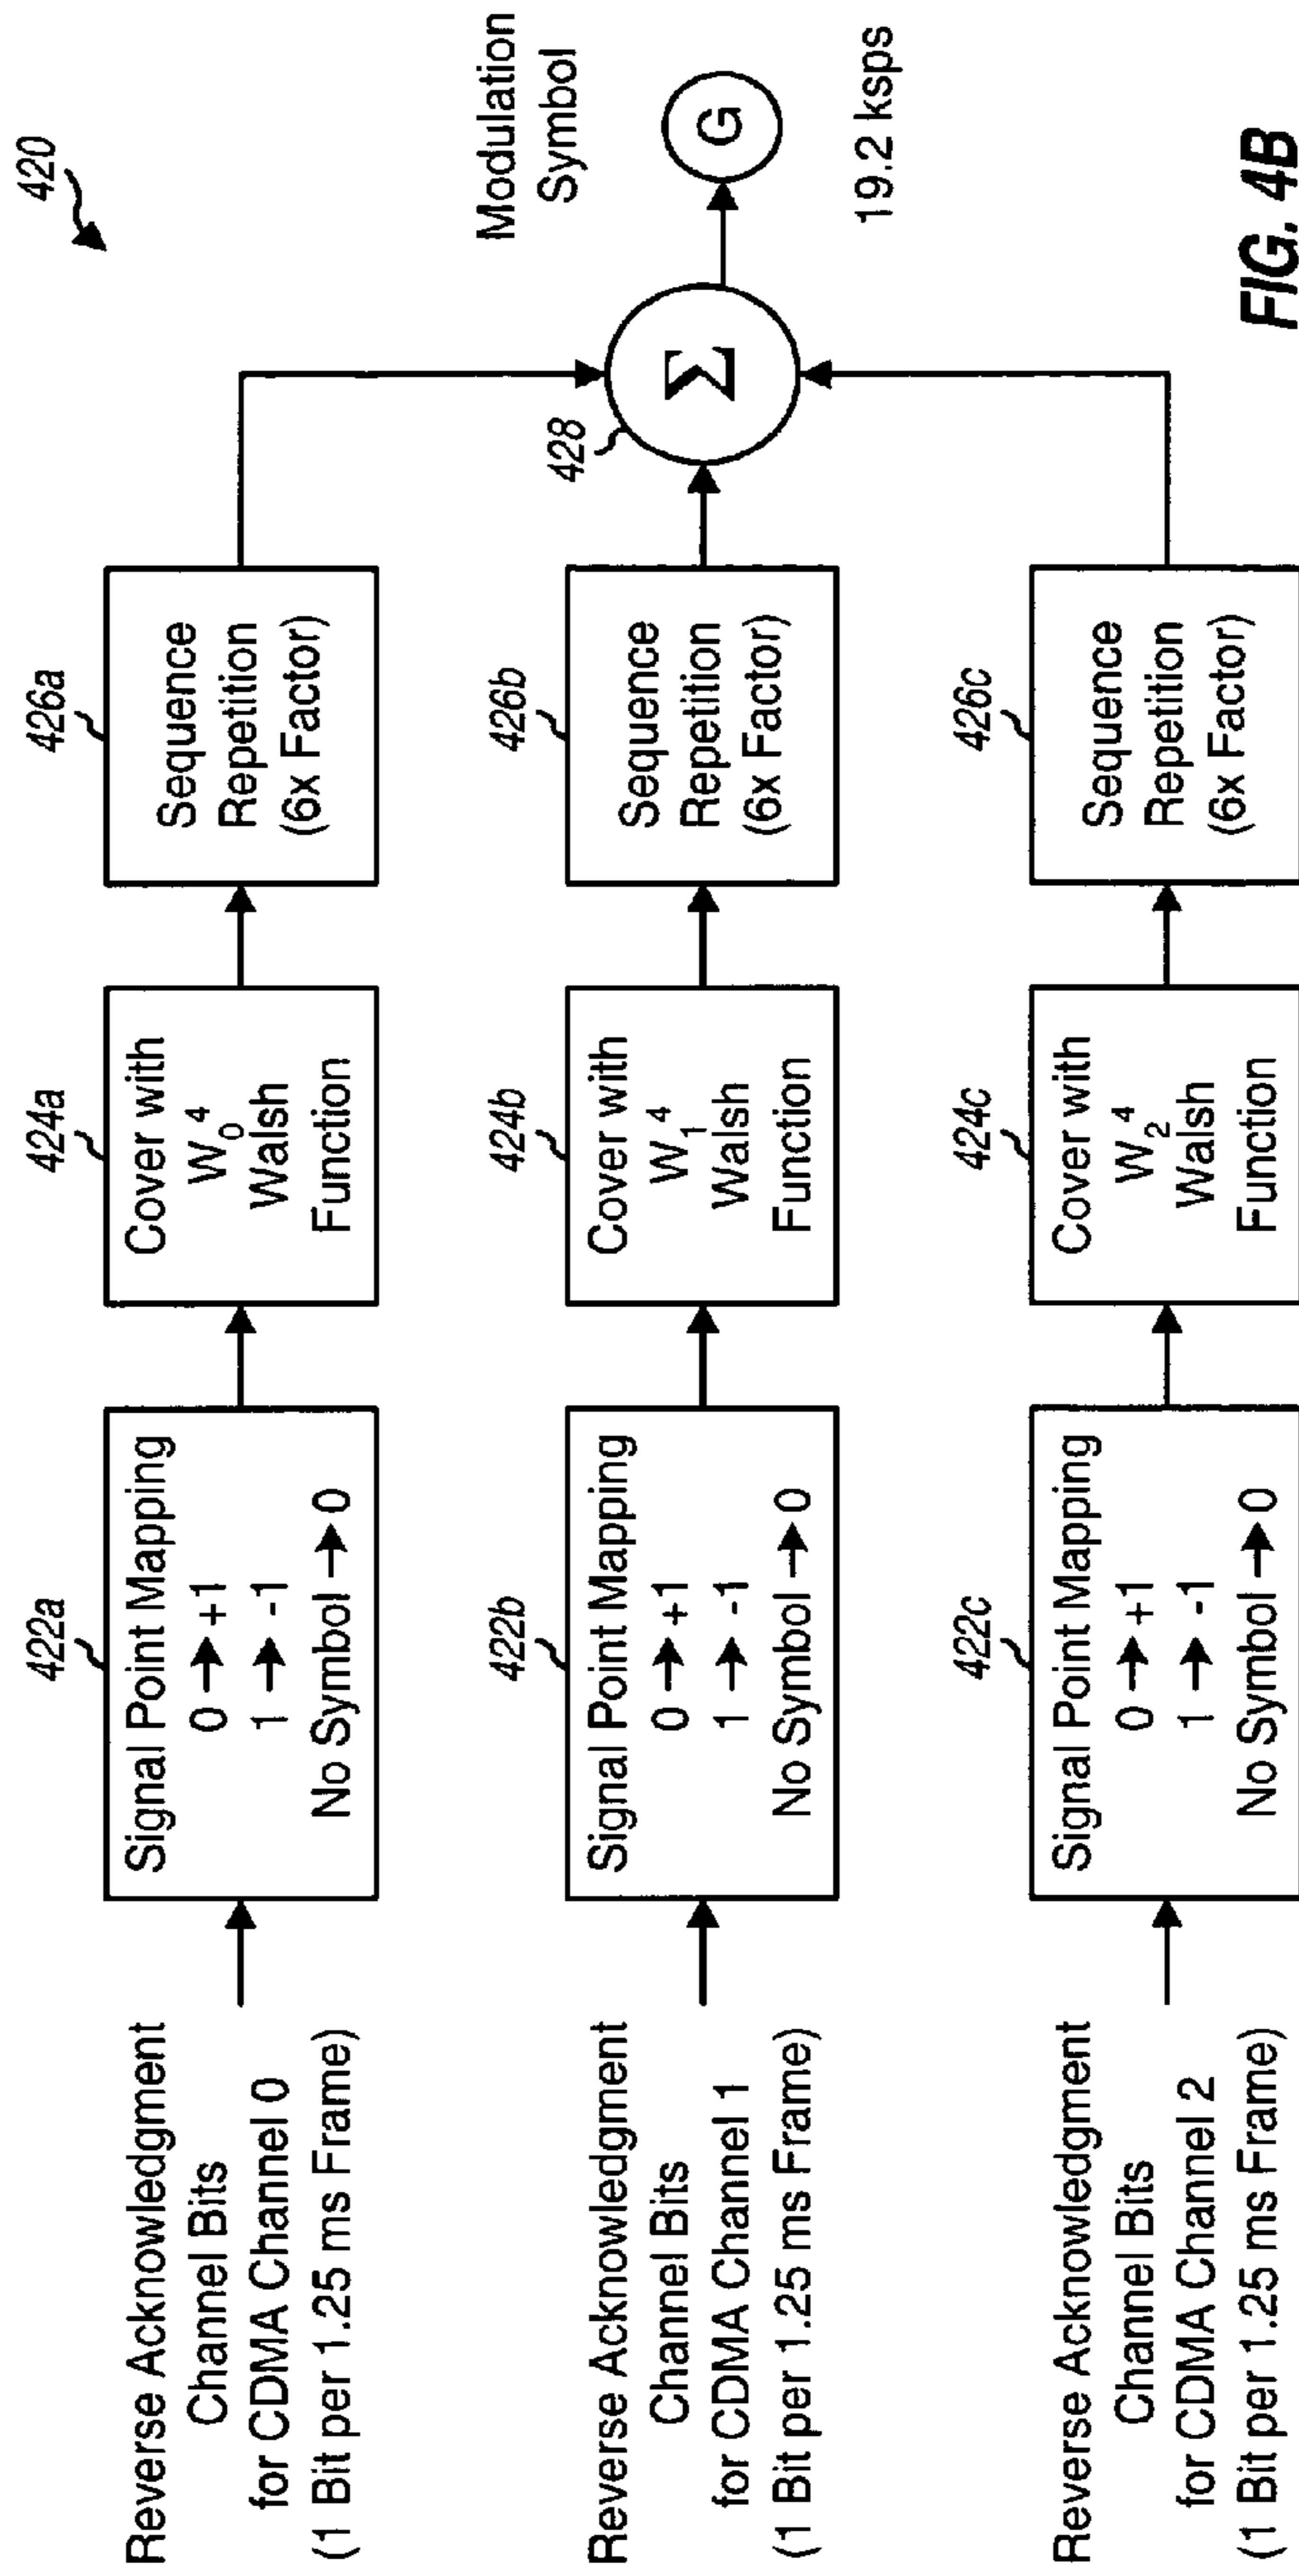 420
Reverse Acknowledgment
Channel Bits
for CDMA Channel 0
(1 Bit per 1.25 ms Frame)
422a
Signal Point Mapping
0 → +1
1 → -1
No Symbol → 0
424a
Cover with
W₀⁴
Walsh
Function
426a
Sequence
Repetition
(6x Factor)
Reverse Acknowledgment
Channel Bits
for CDMA Channel 1
(1 Bit per 1.25 ms Frame)
422b
Signal Point Mapping
0 → +1
1 → -1
No Symbol → 0
424b
Cover with
W₁⁴
Walsh
Function
426b
Sequence
Repetition
(6x Factor)
428
Σ
Modulation
Symbol
G
19.2 ksps
Reverse Acknowledgment
Channel Bits
for CDMA Channel 2
(1 Bit per 1.25 ms Frame)
422c
Signal Point Mapping
0 → +1
1 → -1
No Symbol → 0
424c
Cover with
W₂⁴
Walsh
Function
426c
Sequence
Repetition
(6x Factor)
FIG. 4B